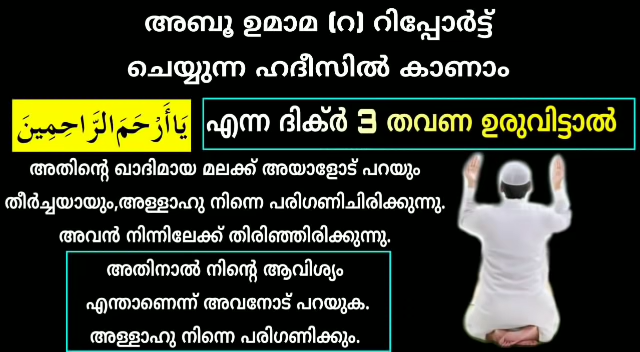 അബൂ ഉമാമ (റ) റിപ്പോർട്ട്
ചെയ്യുന്ന ഹദീസിൽ കാണാം
يَا أَرْحَمَ الرَّاحِمِينَ എന്ന ദിക്ർ 3 തവണ ഉരുവിട്ടാൽ
അതിന്റെ ഖാദിമായ മലക്ക് അയാളോട് പറയും
തീർച്ചയായും,അള്ളാഹു നിന്നെ പരിഗണിചിരിക്കുന്നു.
അവൻ നിന്നിലേക്ക് തിരിഞ്ഞിരിക്കുന്നു.
അതിനാൽ നിന്റെ ആവിശ്യം
എന്താണെന്ന് അവനോട് പറയുക.
അള്ളാഹു നിന്നെ പരിഗണിക്കും.